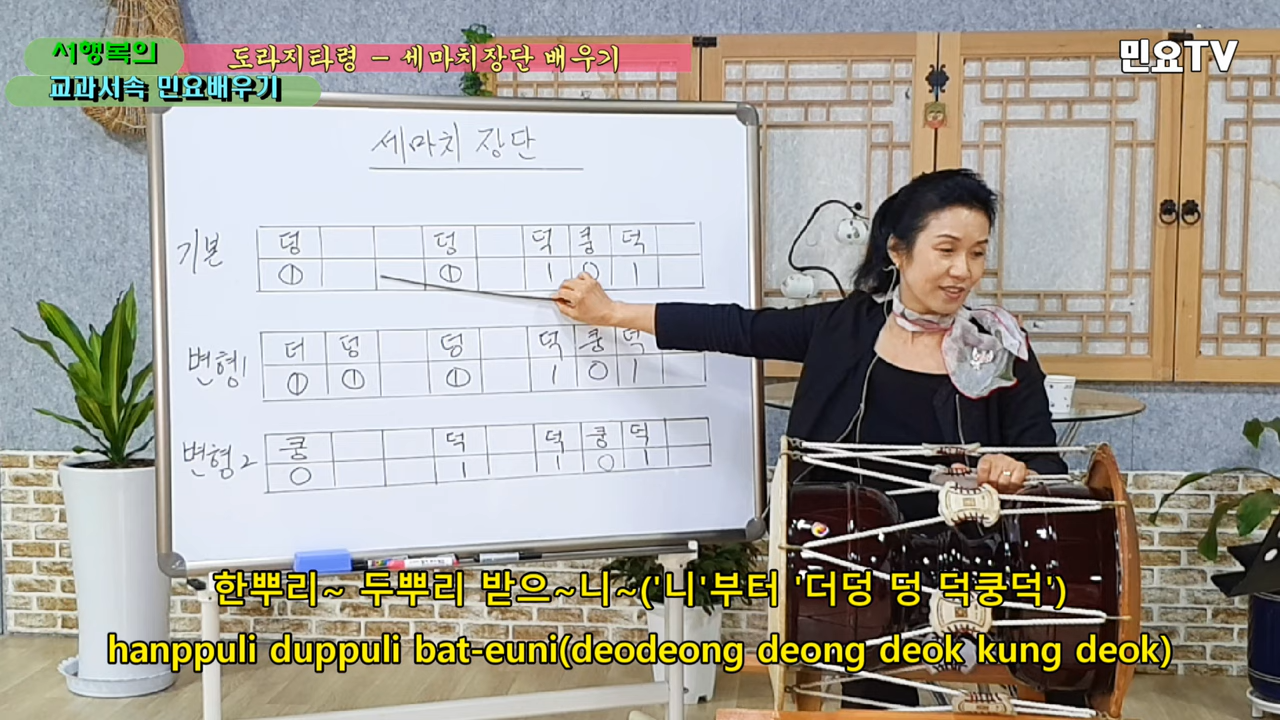 서행복의
교과서속 민요배우기
도라지타령 – 세마치장단 배우기
민요TV
세마치 장단
기본
덩 덩 덕 쿵 덕
변형1
더 덩 덩 덕 쿵 덕
변형2
쿵 덕 덕 쿵 덕
한뿌리~ 두뿌리 받으~니~('니'부터 '더덩 덩 덕쿵덕')
hanppuli duppuli bat-euni(deodeong deong deok kung deok)